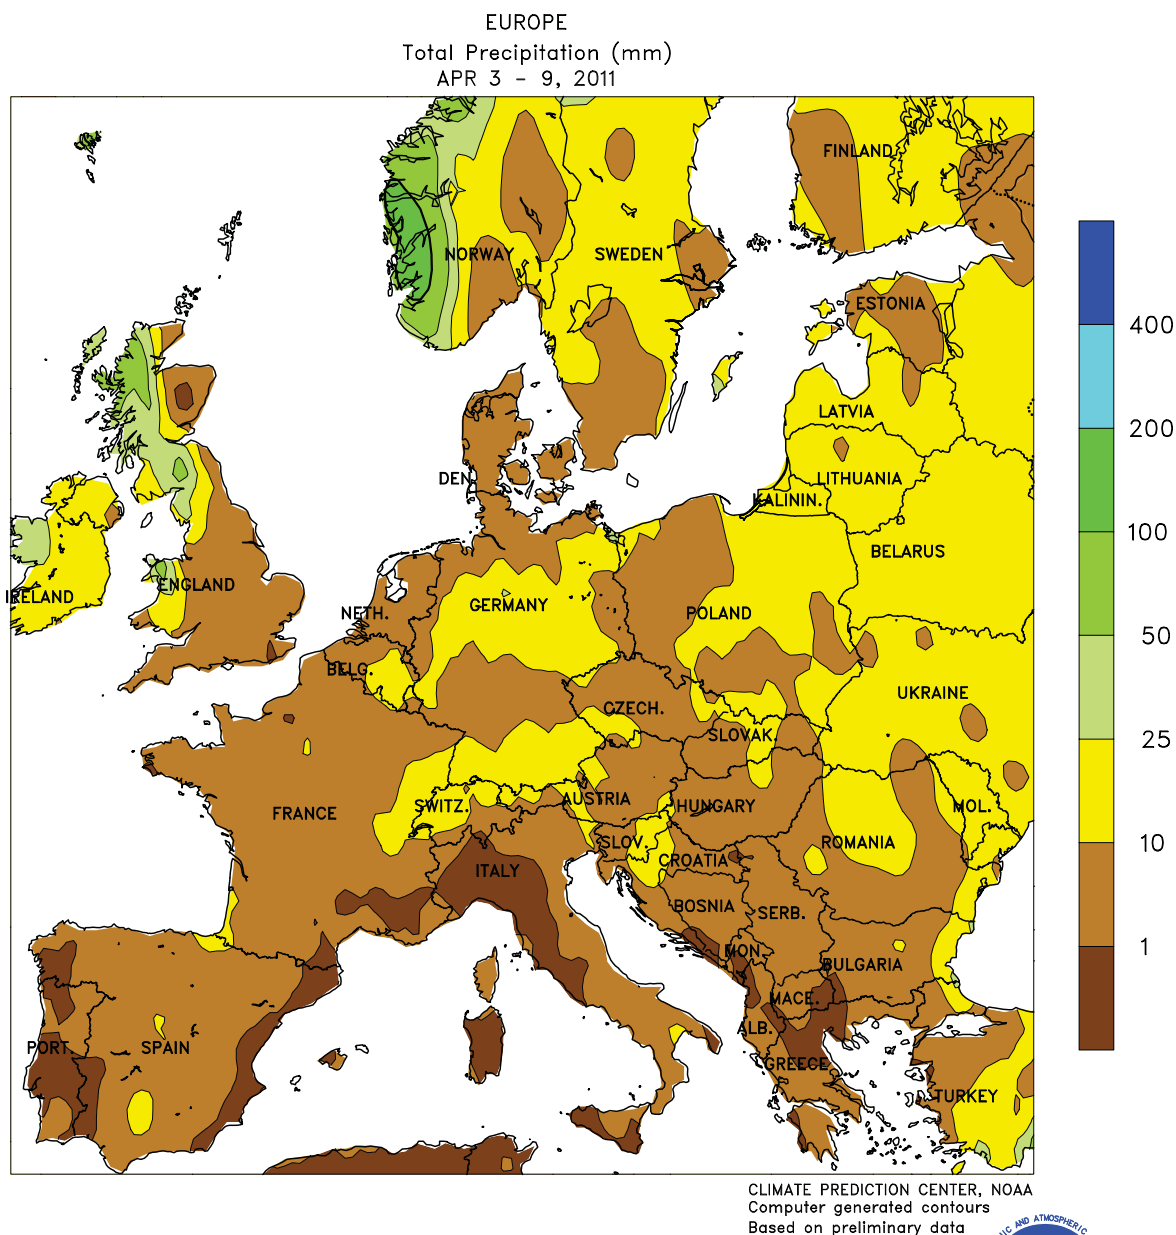 EUROPE
Total Precipitation (mm)
APR 3 - 9, 2011
FINLAND
NORWAY
SWEDEN
ESTONIA
LATVIA
LITHUANIA
DEN.
KALININ.
BELARUS
IRELAND
ENGLAND
NETH.
GERMANY
POLAND
BELG.
CZECH.
UKRAINE
SLOVAK.
FRANCE
SWITZ.
AUSTRIA
HUNGARY
MOL.
SLOV.
CROATIA
ROMANIA
ITALY
BOSNIA
SERB.
MON.
BULGARIA
MACE.
PORT.
SPAIN
ALB.
GREECE
TURKEY
400
200
100
50
25
10
1
CLIMATE PREDICTION CENTER, NOAA
Computer generated contours
Based on preliminary data
AND ATMOSPHERIC